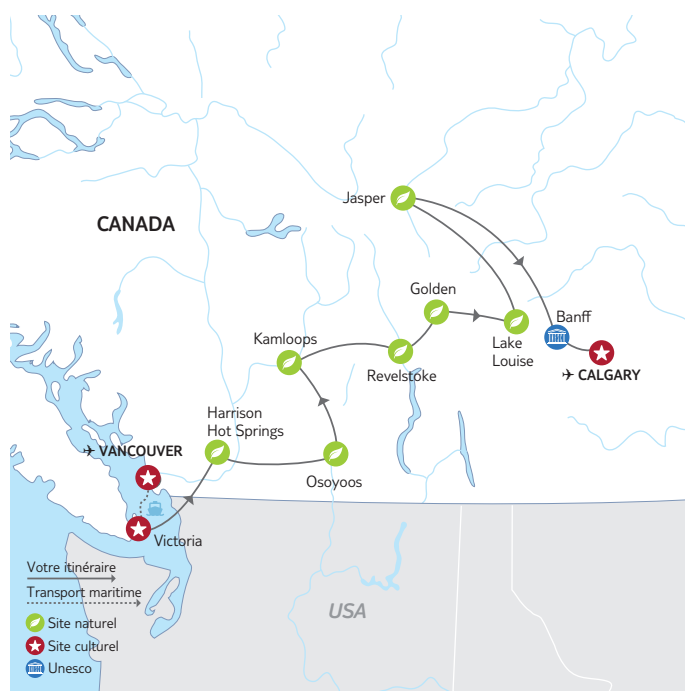 Jasper
CANADA
Golden
Banff
Kamloops
Lake
Louise
Revelstoke
CALGARY
Harrison
Hot Springs
VANCOUVER
Osoyoos
Victoria
Votre itinéraire
Transport maritime
USA
Site naturel
Site culturel
Unesco